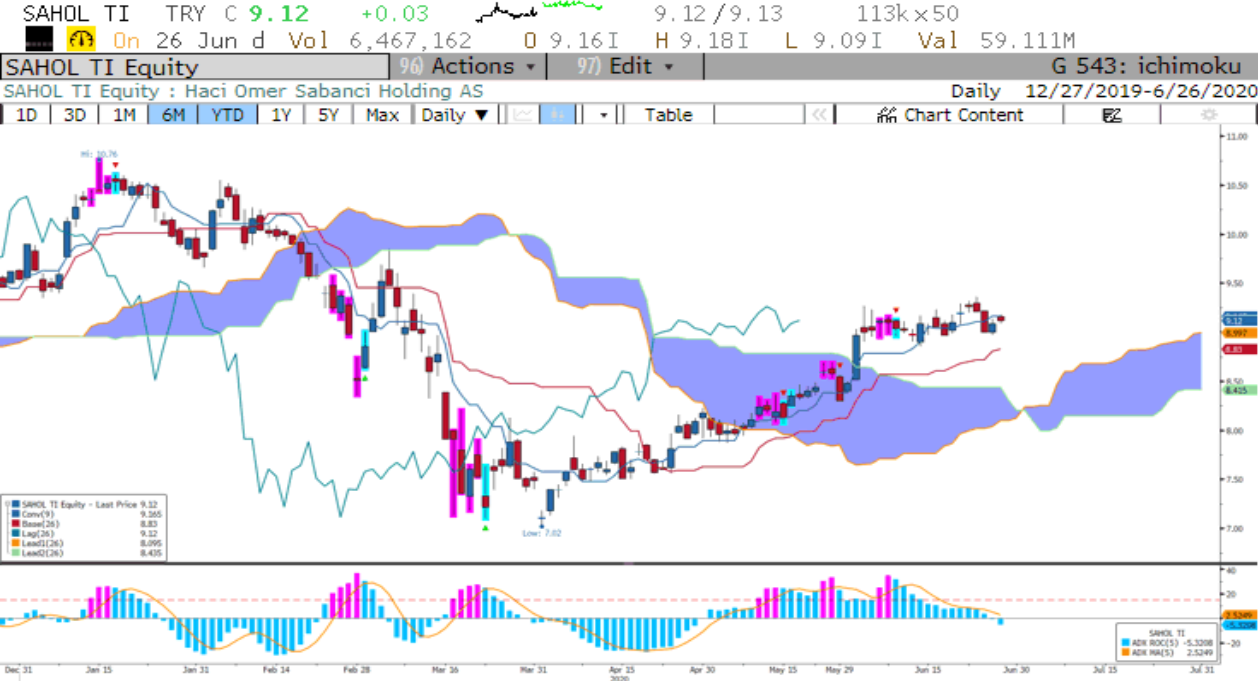 SAHOL TI TRY C 9.12 +0.03 9.12/9.13 113k×50
On 26 Jun d Vol 6,467,162 O 9.16I H 9.18I L 9.09I Val 59.111M
SAHOL TI Equity 96) Actions 97) Edit G 543: ichimoku
SAHOL TI Equity : Haci Omer Sabanci Holding AS Daily 12/27/2019-6/26/2020
1D 3D 1M 6M YTD 1Y 5Y Max Daily ▼ Table « Chart Content
11.00
Hi: 10.76
10.50
10.00
9.50
9.12
8.997
8.83
8.50
8.435
8.00
7.50
Low: 7.02
7.00
SAHOL TI Equity - Last Price 9.12
Conv(9) 9.165
Base(26) 8.83
Lag(26) 9.12
Lead1(26) 8.095
Lead2(26) 8.435
40
20
2.5249
-5.3208
-20
SAHOL TI
ADX ROC(5) -5.3208
ADX MA(5) 2.5249
Dec 31 Jan 15 Jan 31 Feb 14 Feb 28 Mar 16 Mar 31 Apr 15 Apr 30 May 15 May 29 Jun 15 Jun 30 Jul 15 Jul 31
2020